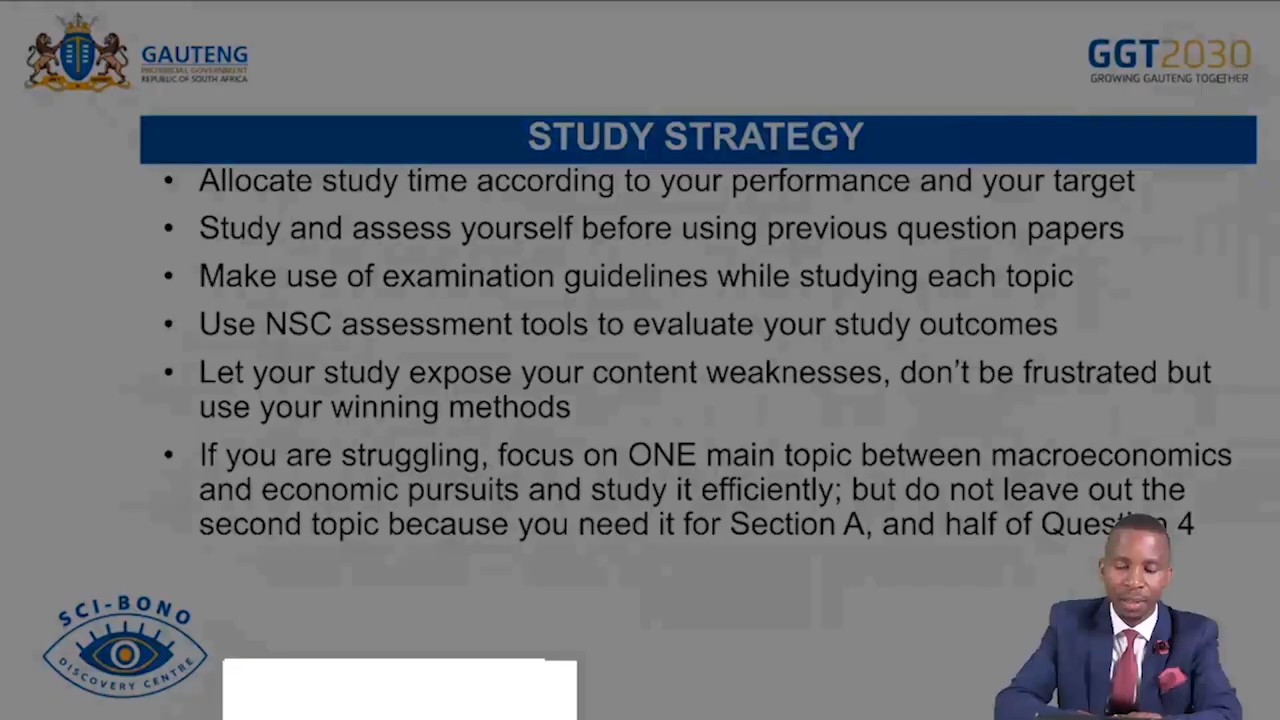 GAUTENG
PROVINCIAL GOVERNMENT
REPUBLIC OF SOUTH AFRICA
GGT2030
GROWING GAUTENG TOGETHER
STUDY STRATEGY
• Allocate study time according to your performance and your target
• Study and assess yourself before using previous question papers
• Make use of examination guidelines while studying each topic
• Use NSC assessment tools to evaluate your study outcomes
• Let your study expose your content weaknesses, don't be frustrated but
use your winning methods
• If you are struggling, focus on ONE main topic between macroeconomics
and economic pursuits and study it efficiently; but do not leave out the
second topic because you need it for Section A, and half of 4
SCI-BONO
DISCOVERY CENTRE